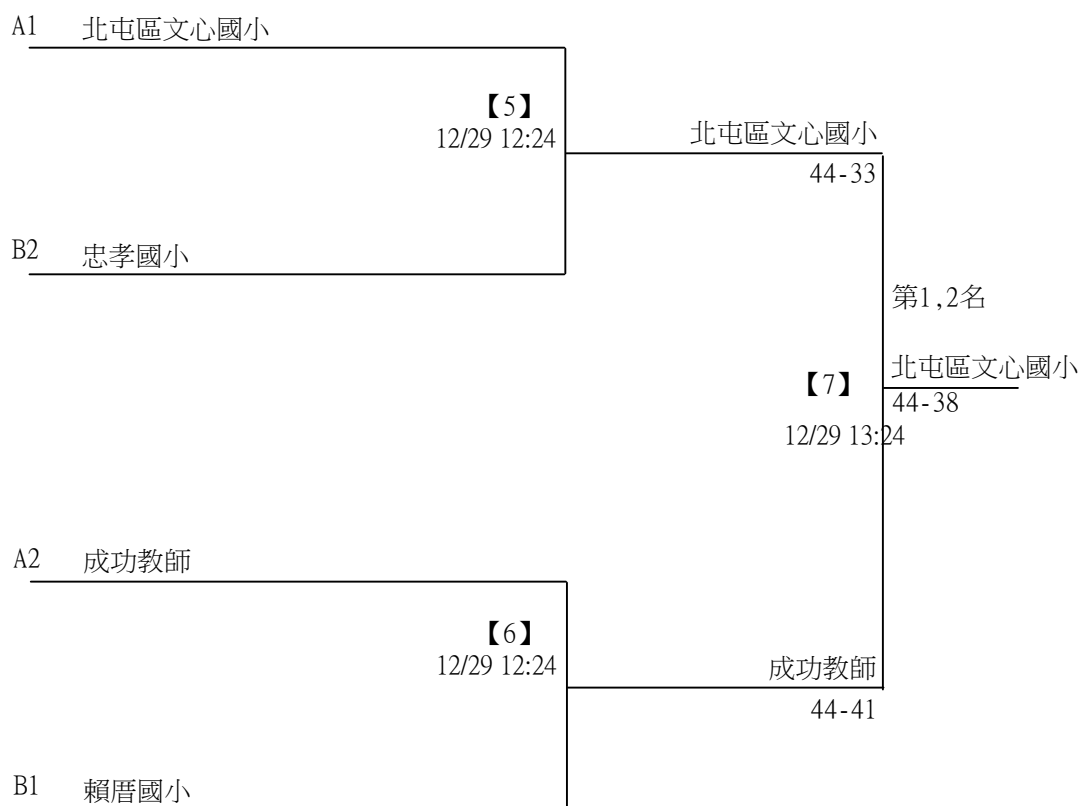 A1 北屯區文心國小
【5】
12/29 12:24
北屯區文心國小
44-33
B2 忠孝國小
第1,2名
【7】
北屯區文心國小
44-38
12/29 13:24
A2 成功教師
【6】
12/29 12:24
成功教師
44-41
B1 賴厝國小